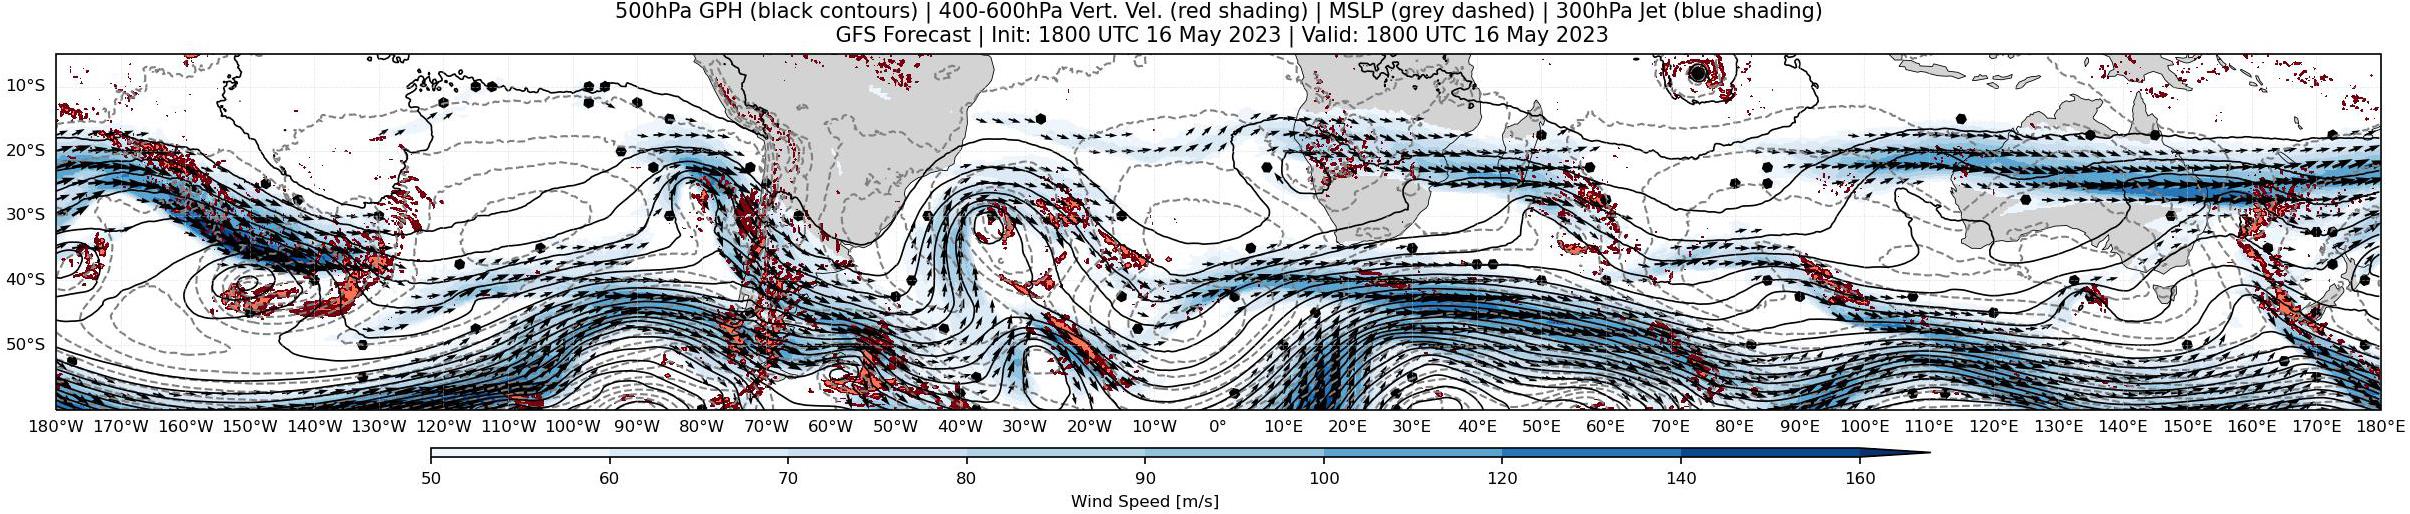 500hPa GPH (black contours) | 400-600hPa Vert. Vel. (red shading) | MSLP (grey dashed) | 300hPa Jet (blue shading)
GFS Forecast | Init: 1800 UTC 16 May 2023 | Valid: 1800 UTC 16 May 2023
10°S
20°S
30°S
40°S
50°S
180°W 170°W 160°W 150°W 140°W 130°W 120°W 110°W 100°W 90°W 80°W 70°W 60°W 50°W 40°W 30°W 20°W 10°W 0° 10°E 20°E 30°E 40°E 50°E 60°E 70°E 80°E 90°E 100°E 110°E 120°E 130°E 140°E 150°E 160°E 170°E 180°E
50 60 70 80 90 100 120 140 160
Wind Speed [m/s]